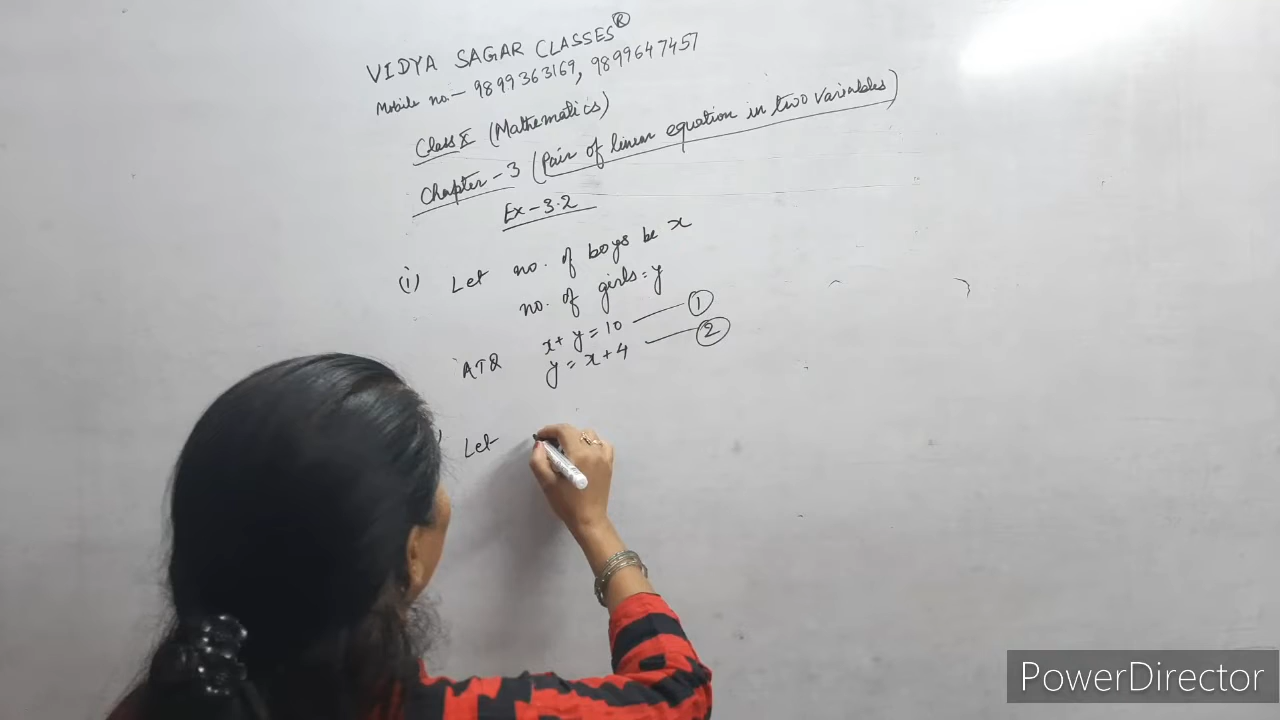 VIDYA SAGAR CLASSES®
Mobile no.- 9899363169, 9899647457
Class X (Mathematics)
Chapter-3 (Pair of linear equation in two variables)
Ex-3.2
(i) Let no. of boys be x
no. of girls = y
x + y = 10 — ①
ATQ y = x + 4 — ②
Let
PowerDirector